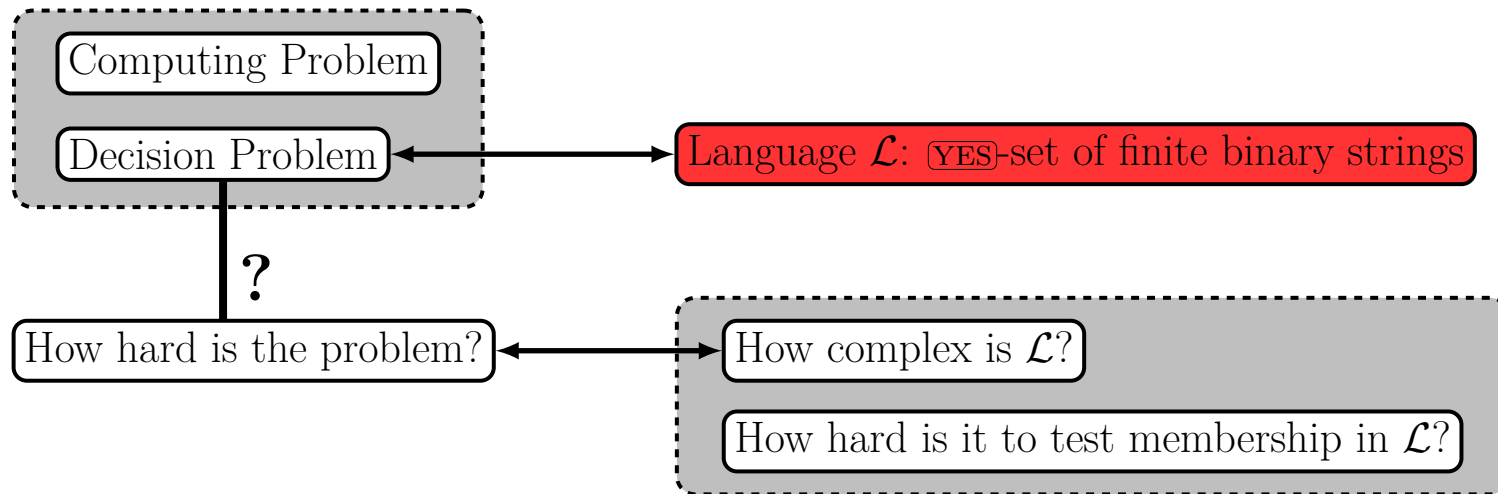 Computing Problem
Decision Problem
Language 𝓛: YES-set of finite binary strings
?
How hard is the problem?
How complex is 𝓛?
How hard is it to test membership in 𝓛?